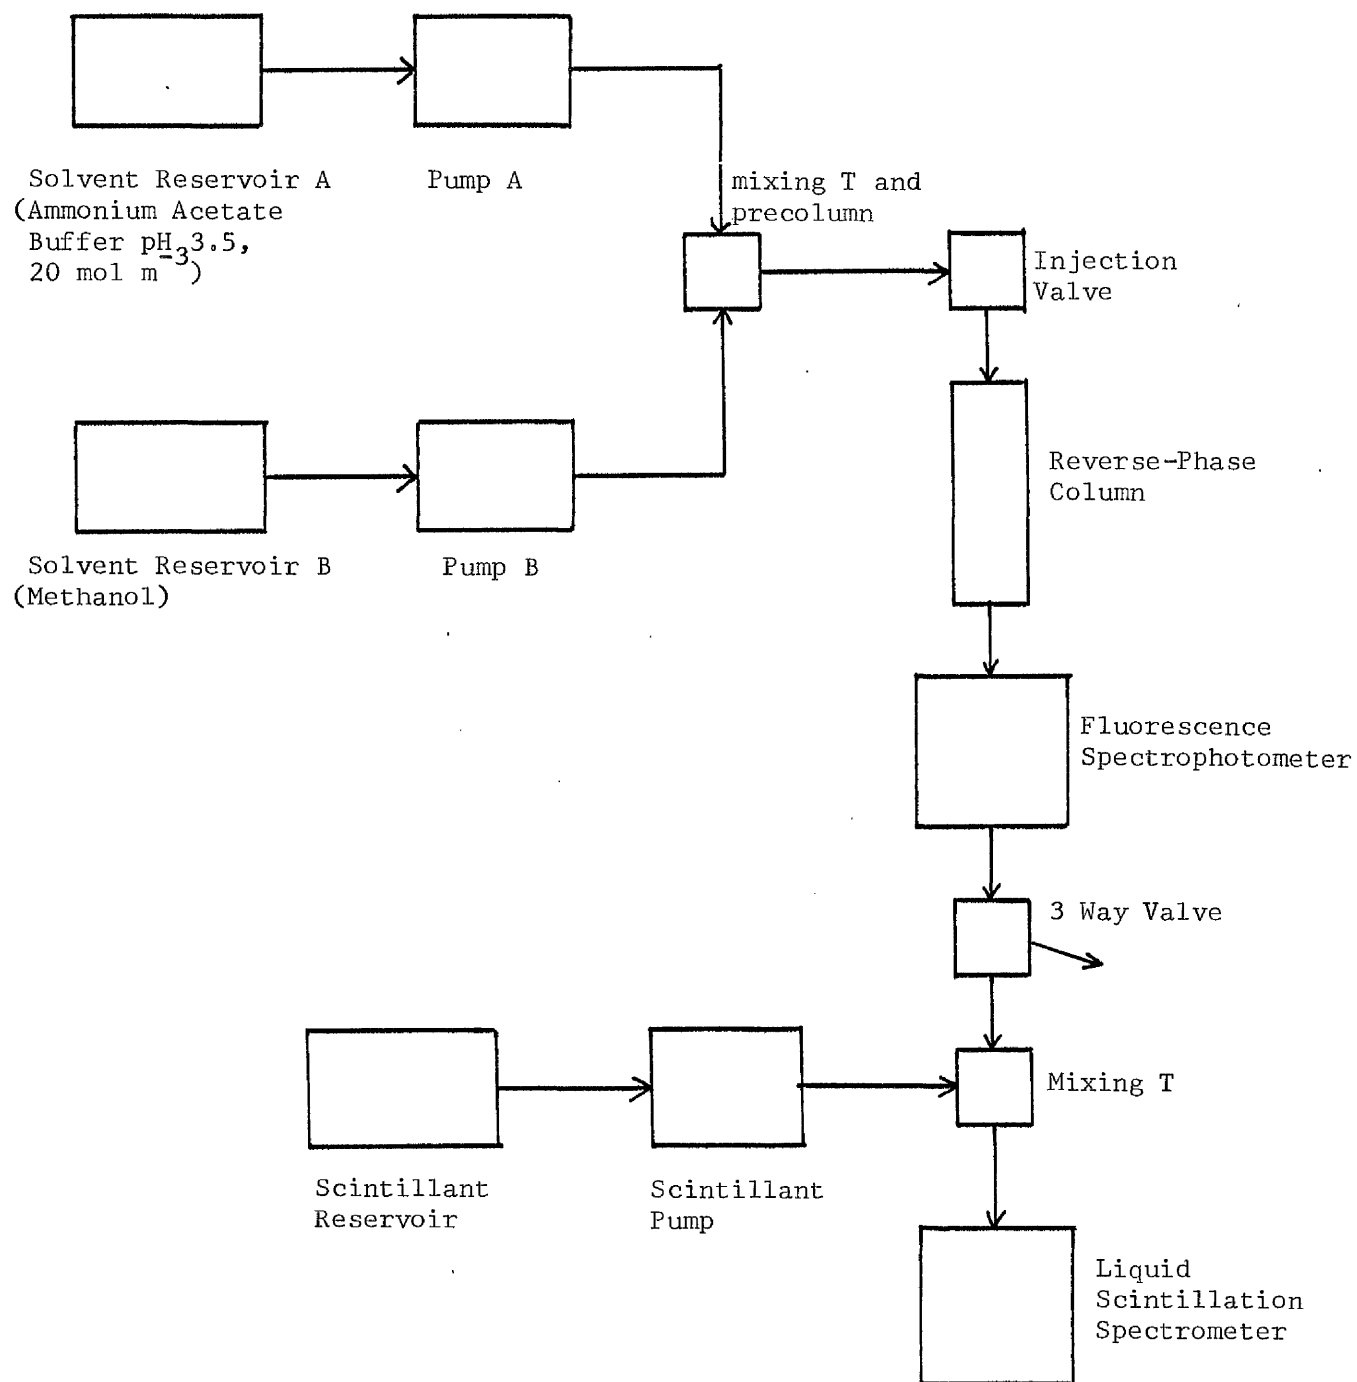 Solvent Reservoir A
(Ammonium Acetate
Buffer pH 3.5,
20 mol m⁻³)
Pump A
mixing T and
precolumn
Injection
Valve
Reverse-Phase
Column
Solvent Reservoir B
(Methanol)
Pump B
Fluorescence
Spectrophotometer
3 Way Valve
Mixing T
Scintillant
Reservoir
Scintillant
Pump
Liquid
Scintillation
Spectrometer